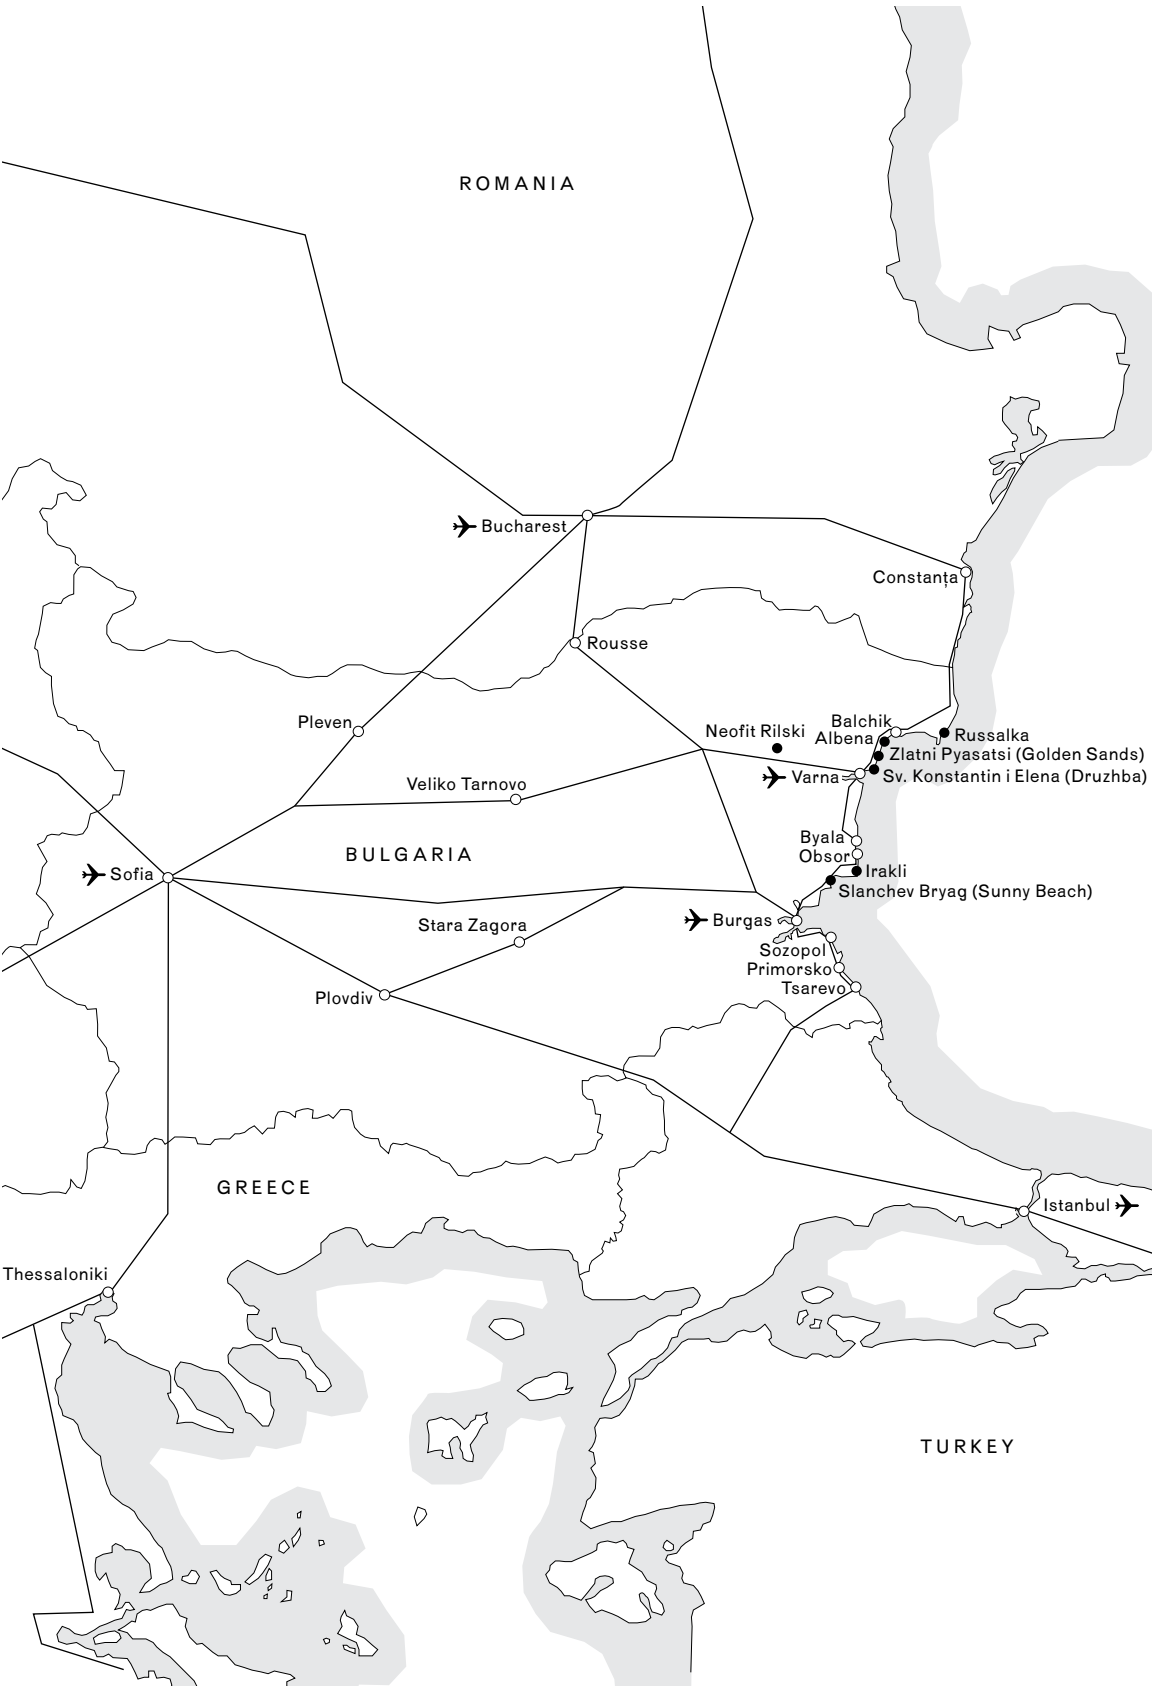 ROMANIA
Bucharest
Constanța
Rousse
Pleven
Balchik
Neofit Rilski
Albena
Russalka
Zlatni Pyasatsi (Golden Sands)
Varna
Sv. Konstantin i Elena (Druzhba)
Veliko Tarnovo
Byala
BULGARIA
Obsor
Sofia
Irakli
Slanchev Bryag (Sunny Beach)
Stara Zagora
Burgas
Sozopol
Primorsko
Tsarevo
Plovdiv
GREECE
Istanbul
Thessaloniki
TURKEY